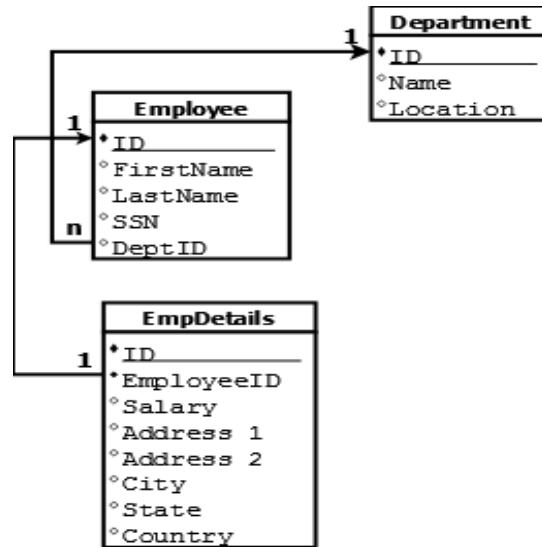 Department
1
ID
Name
Location
Employee
1
ID
FirstName
LastName
SSN
n
DeptID
EmpDetails
ID
1
EmployeeID
Salary
Address 1
Address 2
City
State
Country